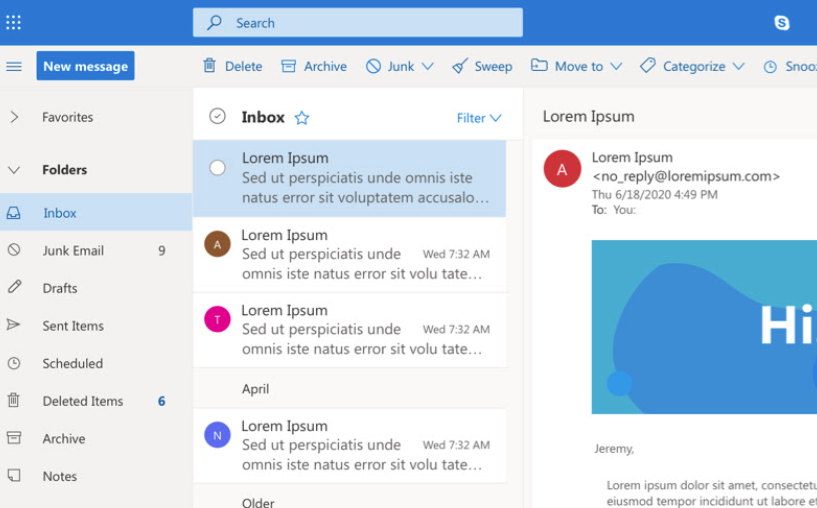 Search
New message
Delete
Archive
Junk
Sweep
Move to
Categorize
Favorites
Folders
Inbox
Junk Email 9
Drafts
Sent Items
Scheduled
Deleted Items 6
Archive
Notes
Inbox
Filter
Lorem Ipsum
Sed ut perspiciatis unde omnis iste
natus error sit voluptatem accusalo…
A
Lorem Ipsum
Sed ut perspiciatis unde Wed 7:32 AM
omnis iste natus error sit volu tate…
T
Lorem Ipsum
Sed ut perspiciatis unde Wed 7:32 AM
omnis iste natus error sit volu tate…
April
N
Lorem Ipsum
Sed ut perspiciatis unde Wed 7:32 AM
omnis iste natus error sit volu tate…
Older
Lorem Ipsum
A
Lorem Ipsum
<no_reply@loremipsum.com>
Thu 6/18/2020 4:49 PM
To: You:
Jeremy,
Lorem ipsum dolor sit amet,
eiusmod tempor incididunt ut labore